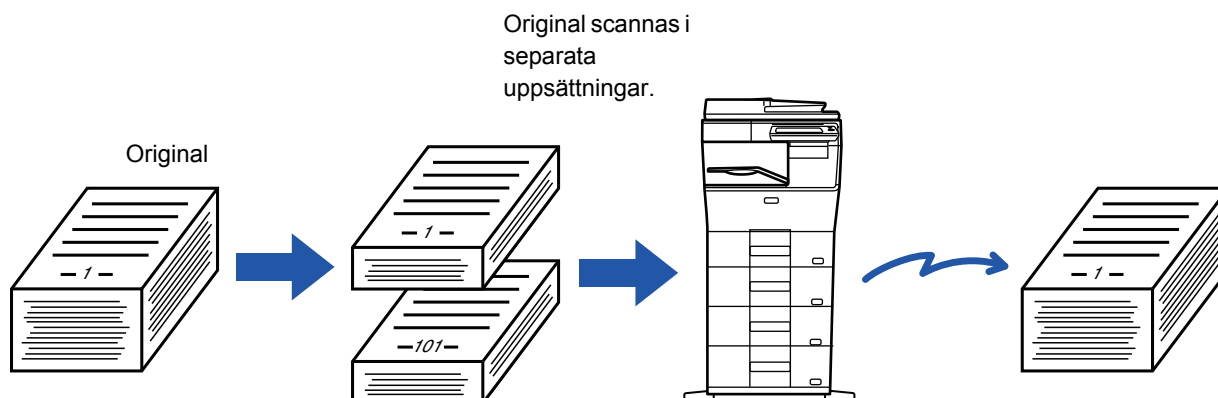 Original scannas i
separata
uppsättningar.
Original
– 1 –
– 1 –
–101–
– 1 –